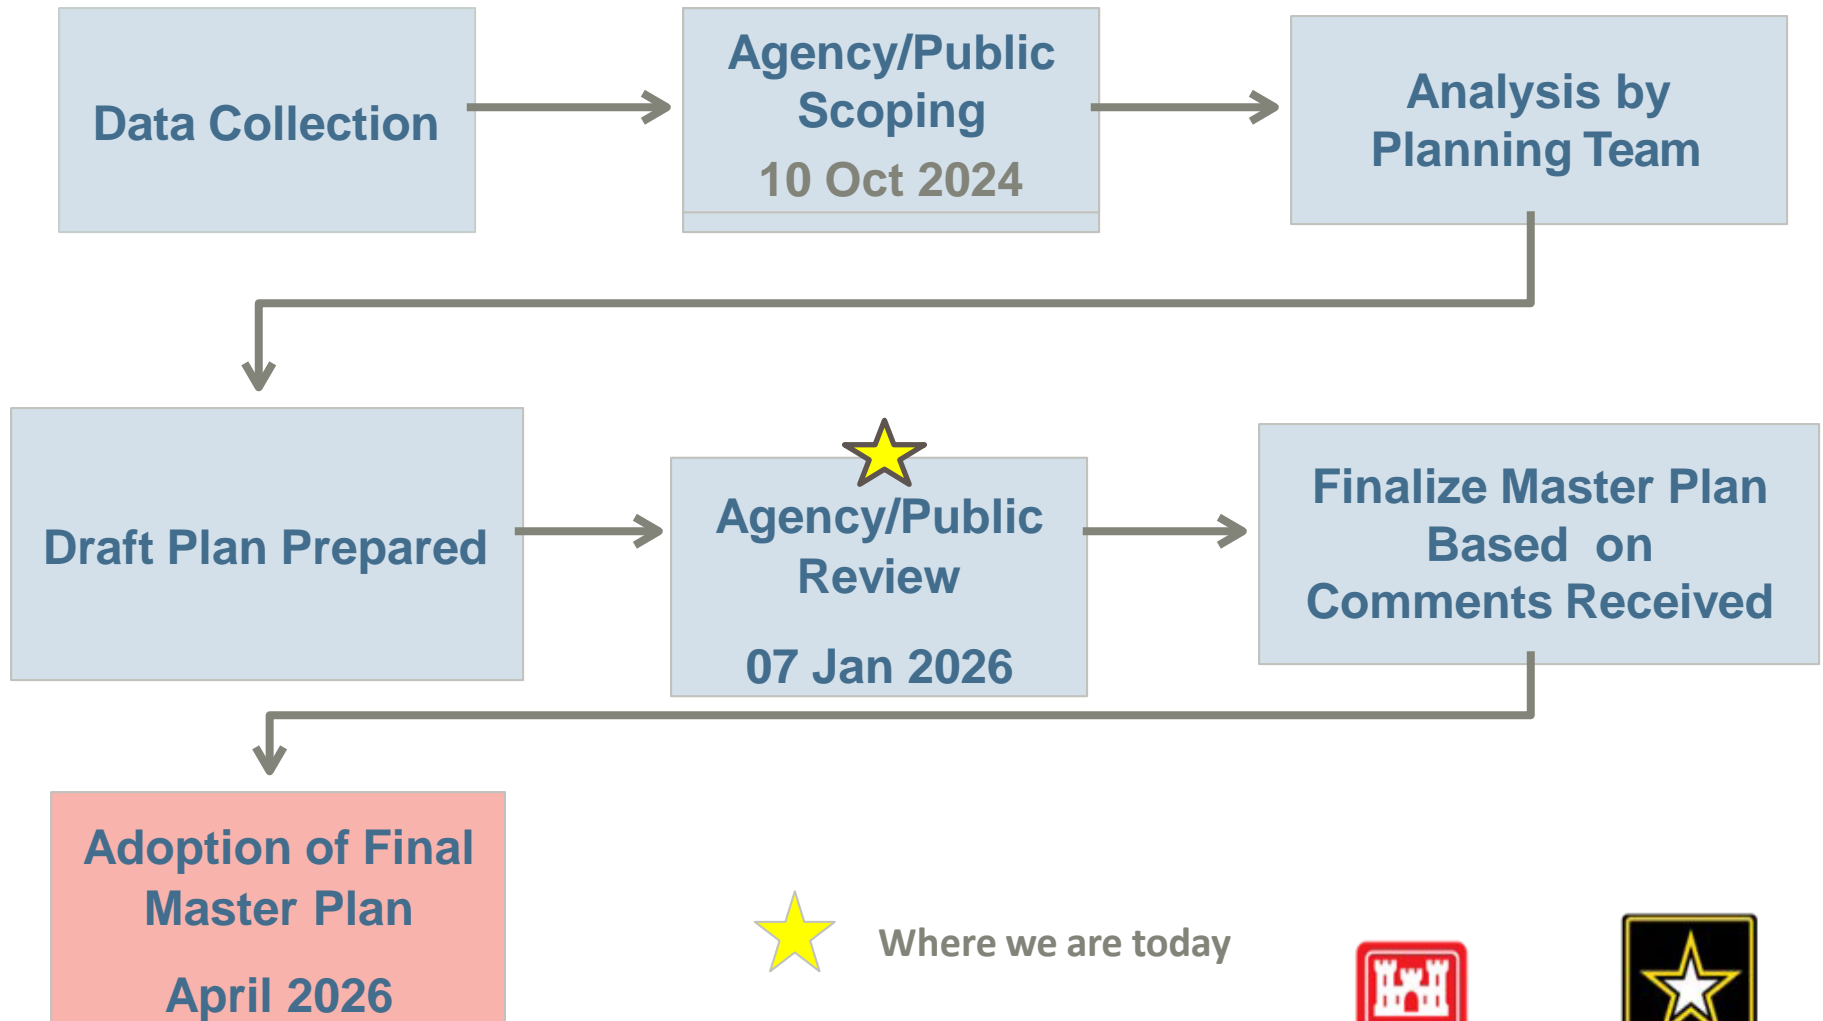 Data Collection
Agency/Public
Scoping
10 Oct 2024
Analysis by
Planning Team
Draft Plan Prepared
Agency/Public
Review
07 Jan 2026
Finalize Master Plan
Based on
Comments Received
Adoption of Final
Master Plan
April 2026
Where we are today